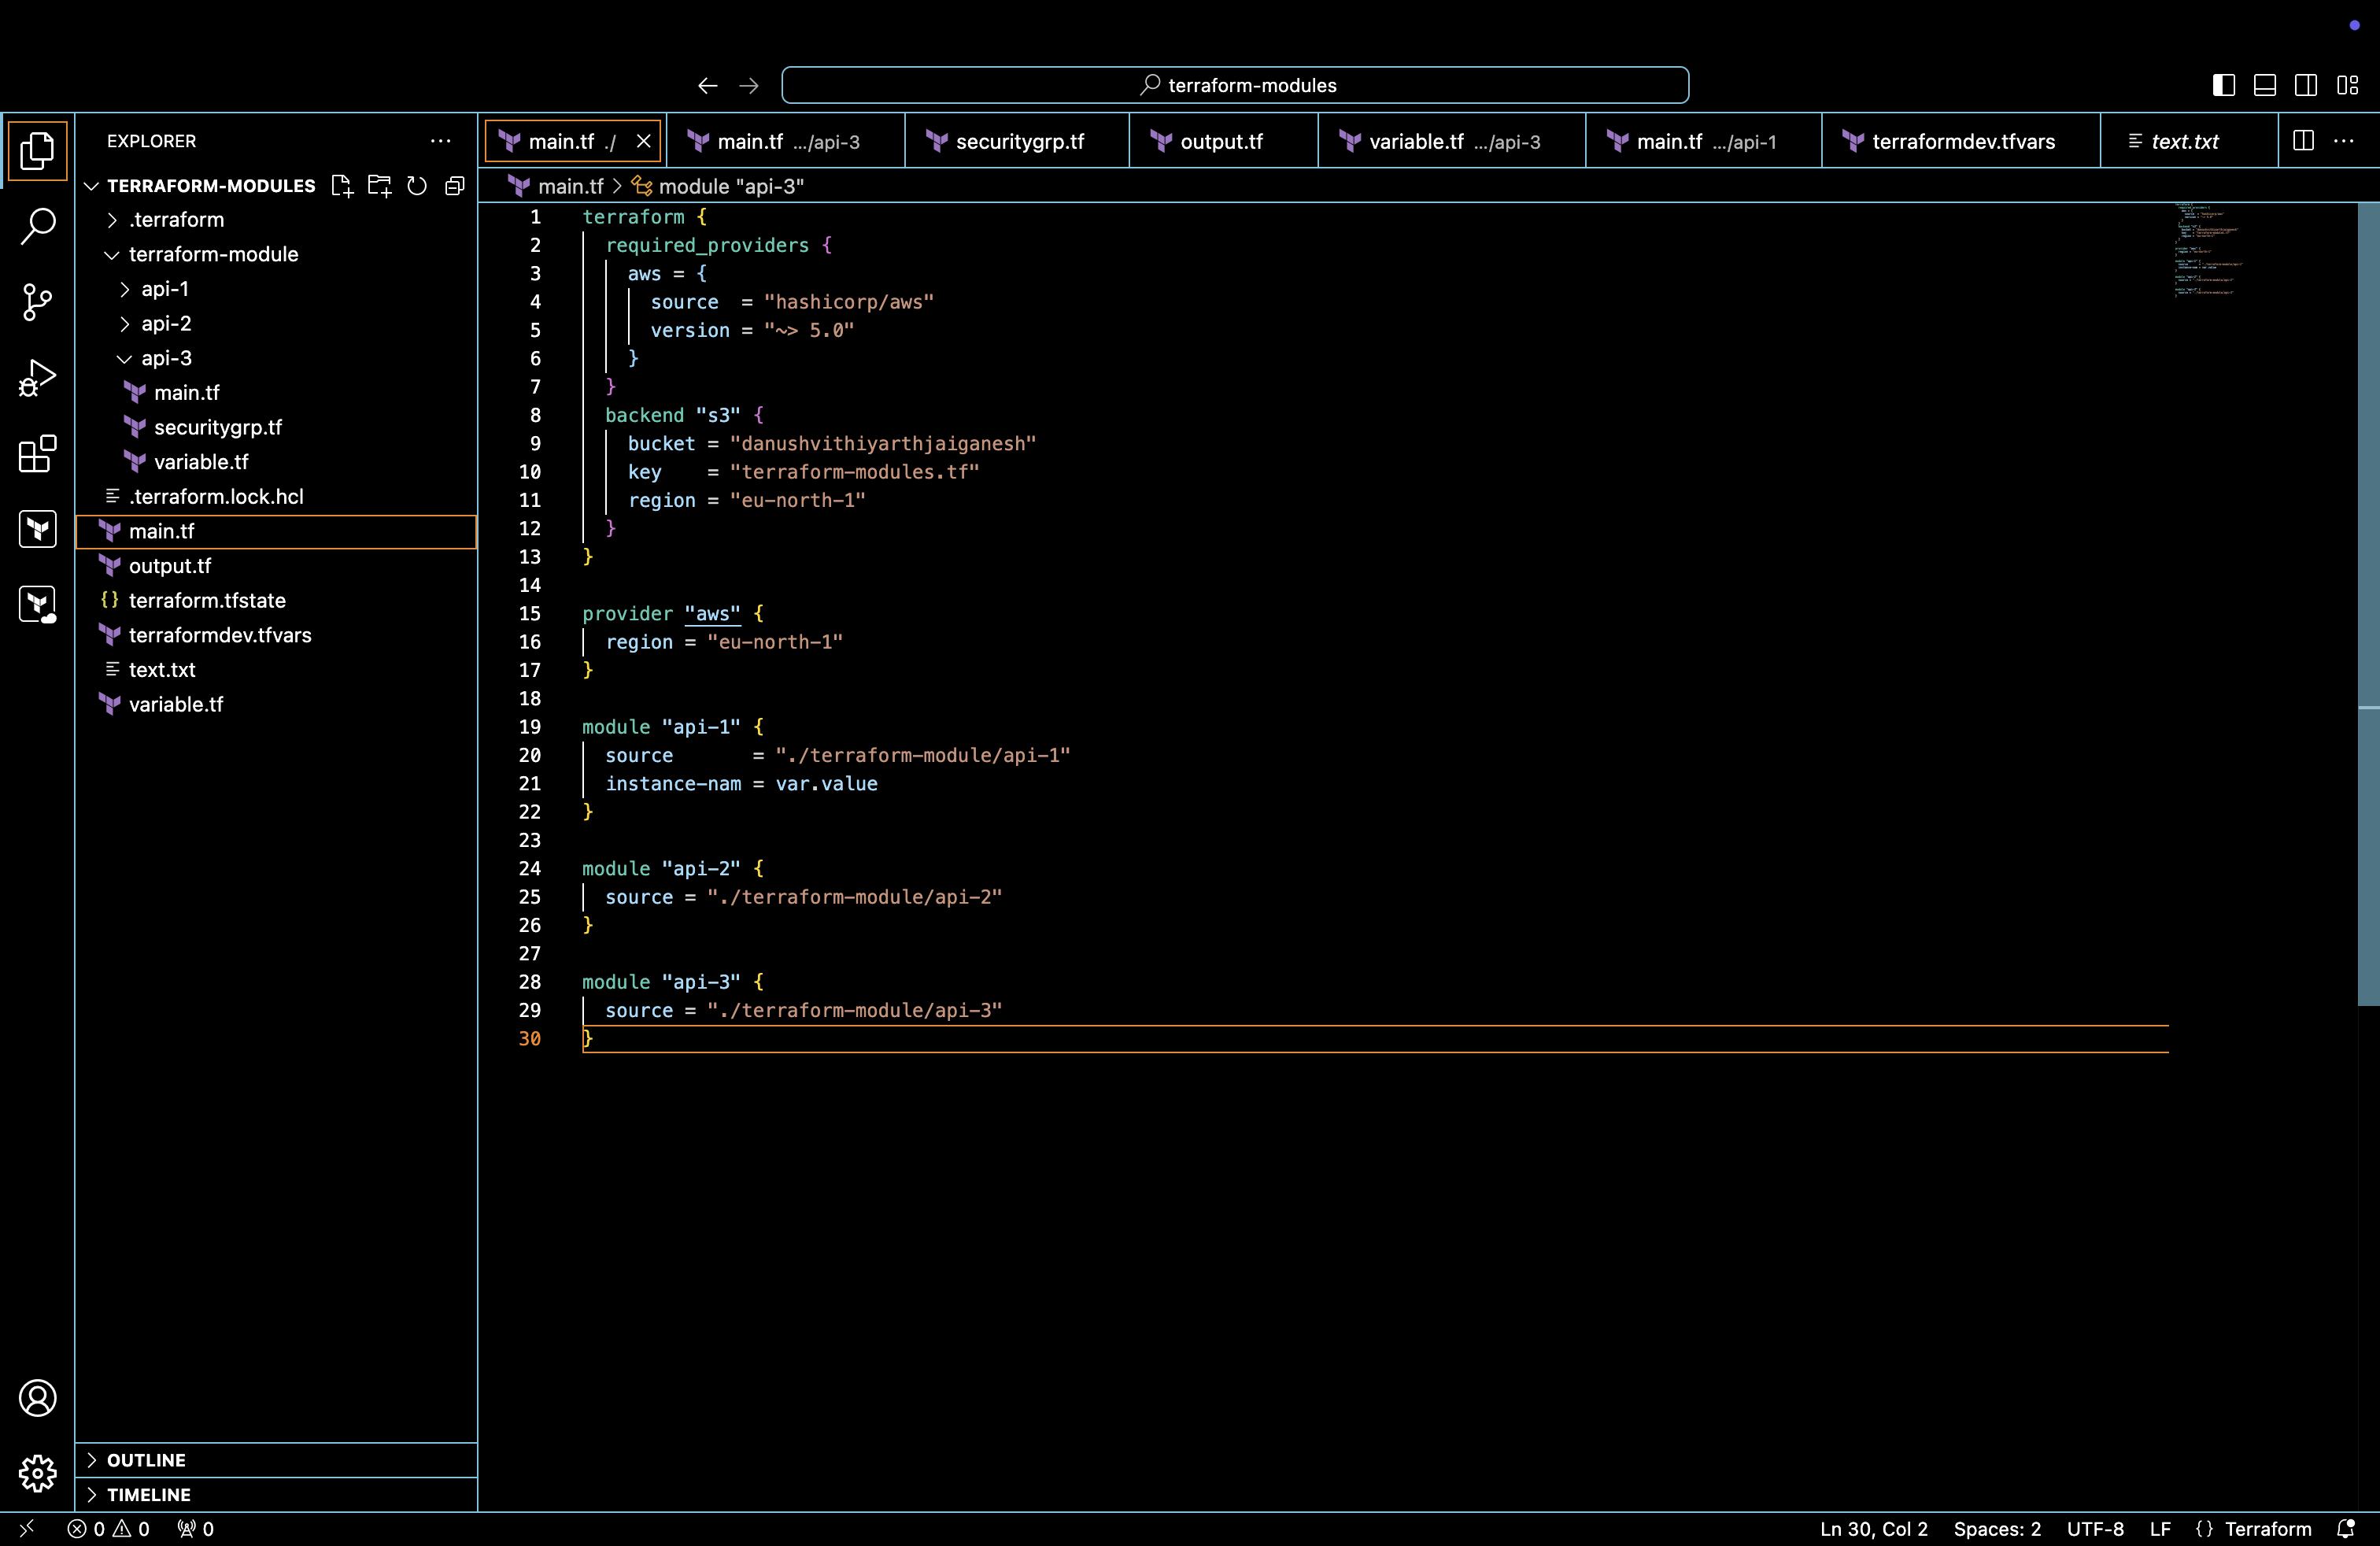 terraform-modules
EXPLORER
main.tf ./
main.tf .../api-3
securitygrp.tf
output.tf
variable.tf .../api-3
main.tf .../api-1
terraformdev.tfvars
text.txt
TERRAFORM-MODULES
.terraform
terraform-module
api-1
api-2
api-3
main.tf
securitygrp.tf
variable.tf
.terraform.lock.hcl
main.tf
output.tf
{} terraform.tfstate
terraformdev.tfvars
text.txt
variable.tf
OUTLINE
TIMELINE
main.tf > module "api-3"
1 terraform {
2 required_providers {
3 aws = {
4 source  = "hashicorp/aws"
5 version = "~> 5.0"
6 }
7 }
8 backend "s3" {
9 bucket = "danushvithiyarthjaiganesh"
10 key    = "terraform-modules.tf"
11 region = "eu-north-1"
12 }
13 }
14
15 provider "aws" {
16 region = "eu-north-1"
17 }
18
19 module "api-1" {
20 source       = "./terraform-module/api-1"
21 instance-nam = var.value
22 }
23
24 module "api-2" {
25 source = "./terraform-module/api-2"
26 }
27
28 module "api-3" {
29 source = "./terraform-module/api-3"
30 }
0 0 0
Ln 30, Col 2 Spaces: 2 UTF-8 LF {} Terraform